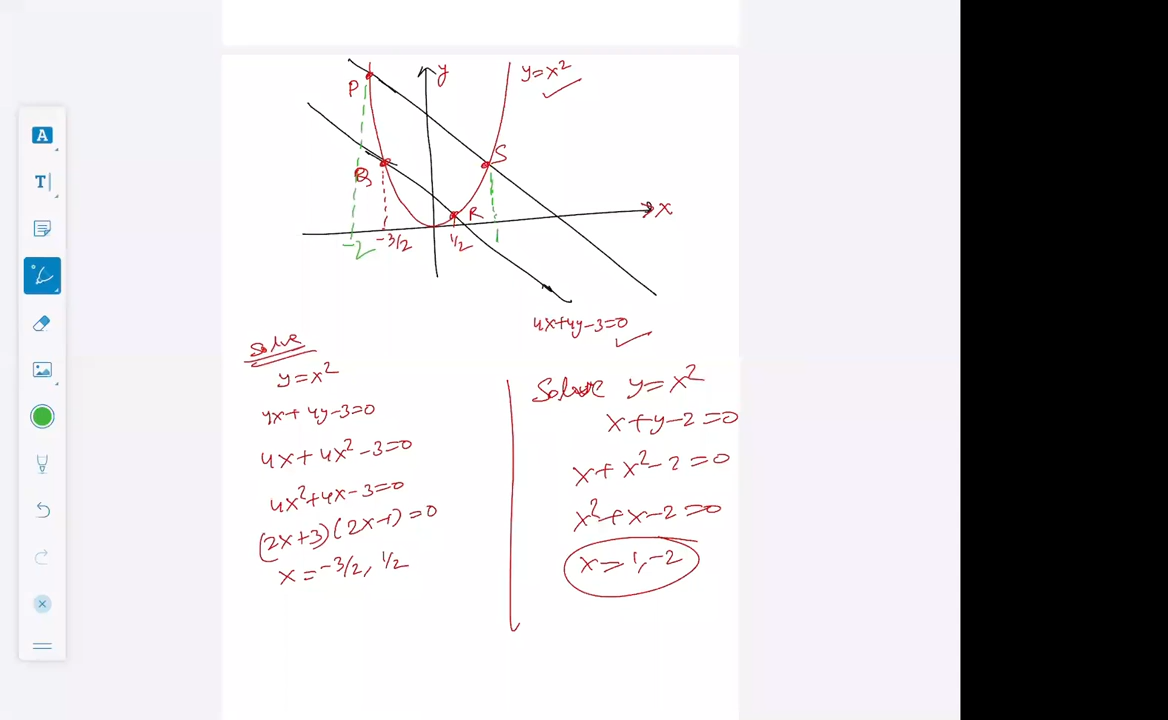 y
y=x²
P
S
Q
R
x
-2
-3/2
1/2
1
4x+4y-3=0
Solve
y=x²
4x+4y-3=0
4x+4x²-3=0
4x²+4x-3=0
(2x+3)(2x-1)=0
x=-3/2, 1/2
Solve y=x²
x+y-2=0
x+x²-2=0
x²+x-2=0
x=1,-2
A
T